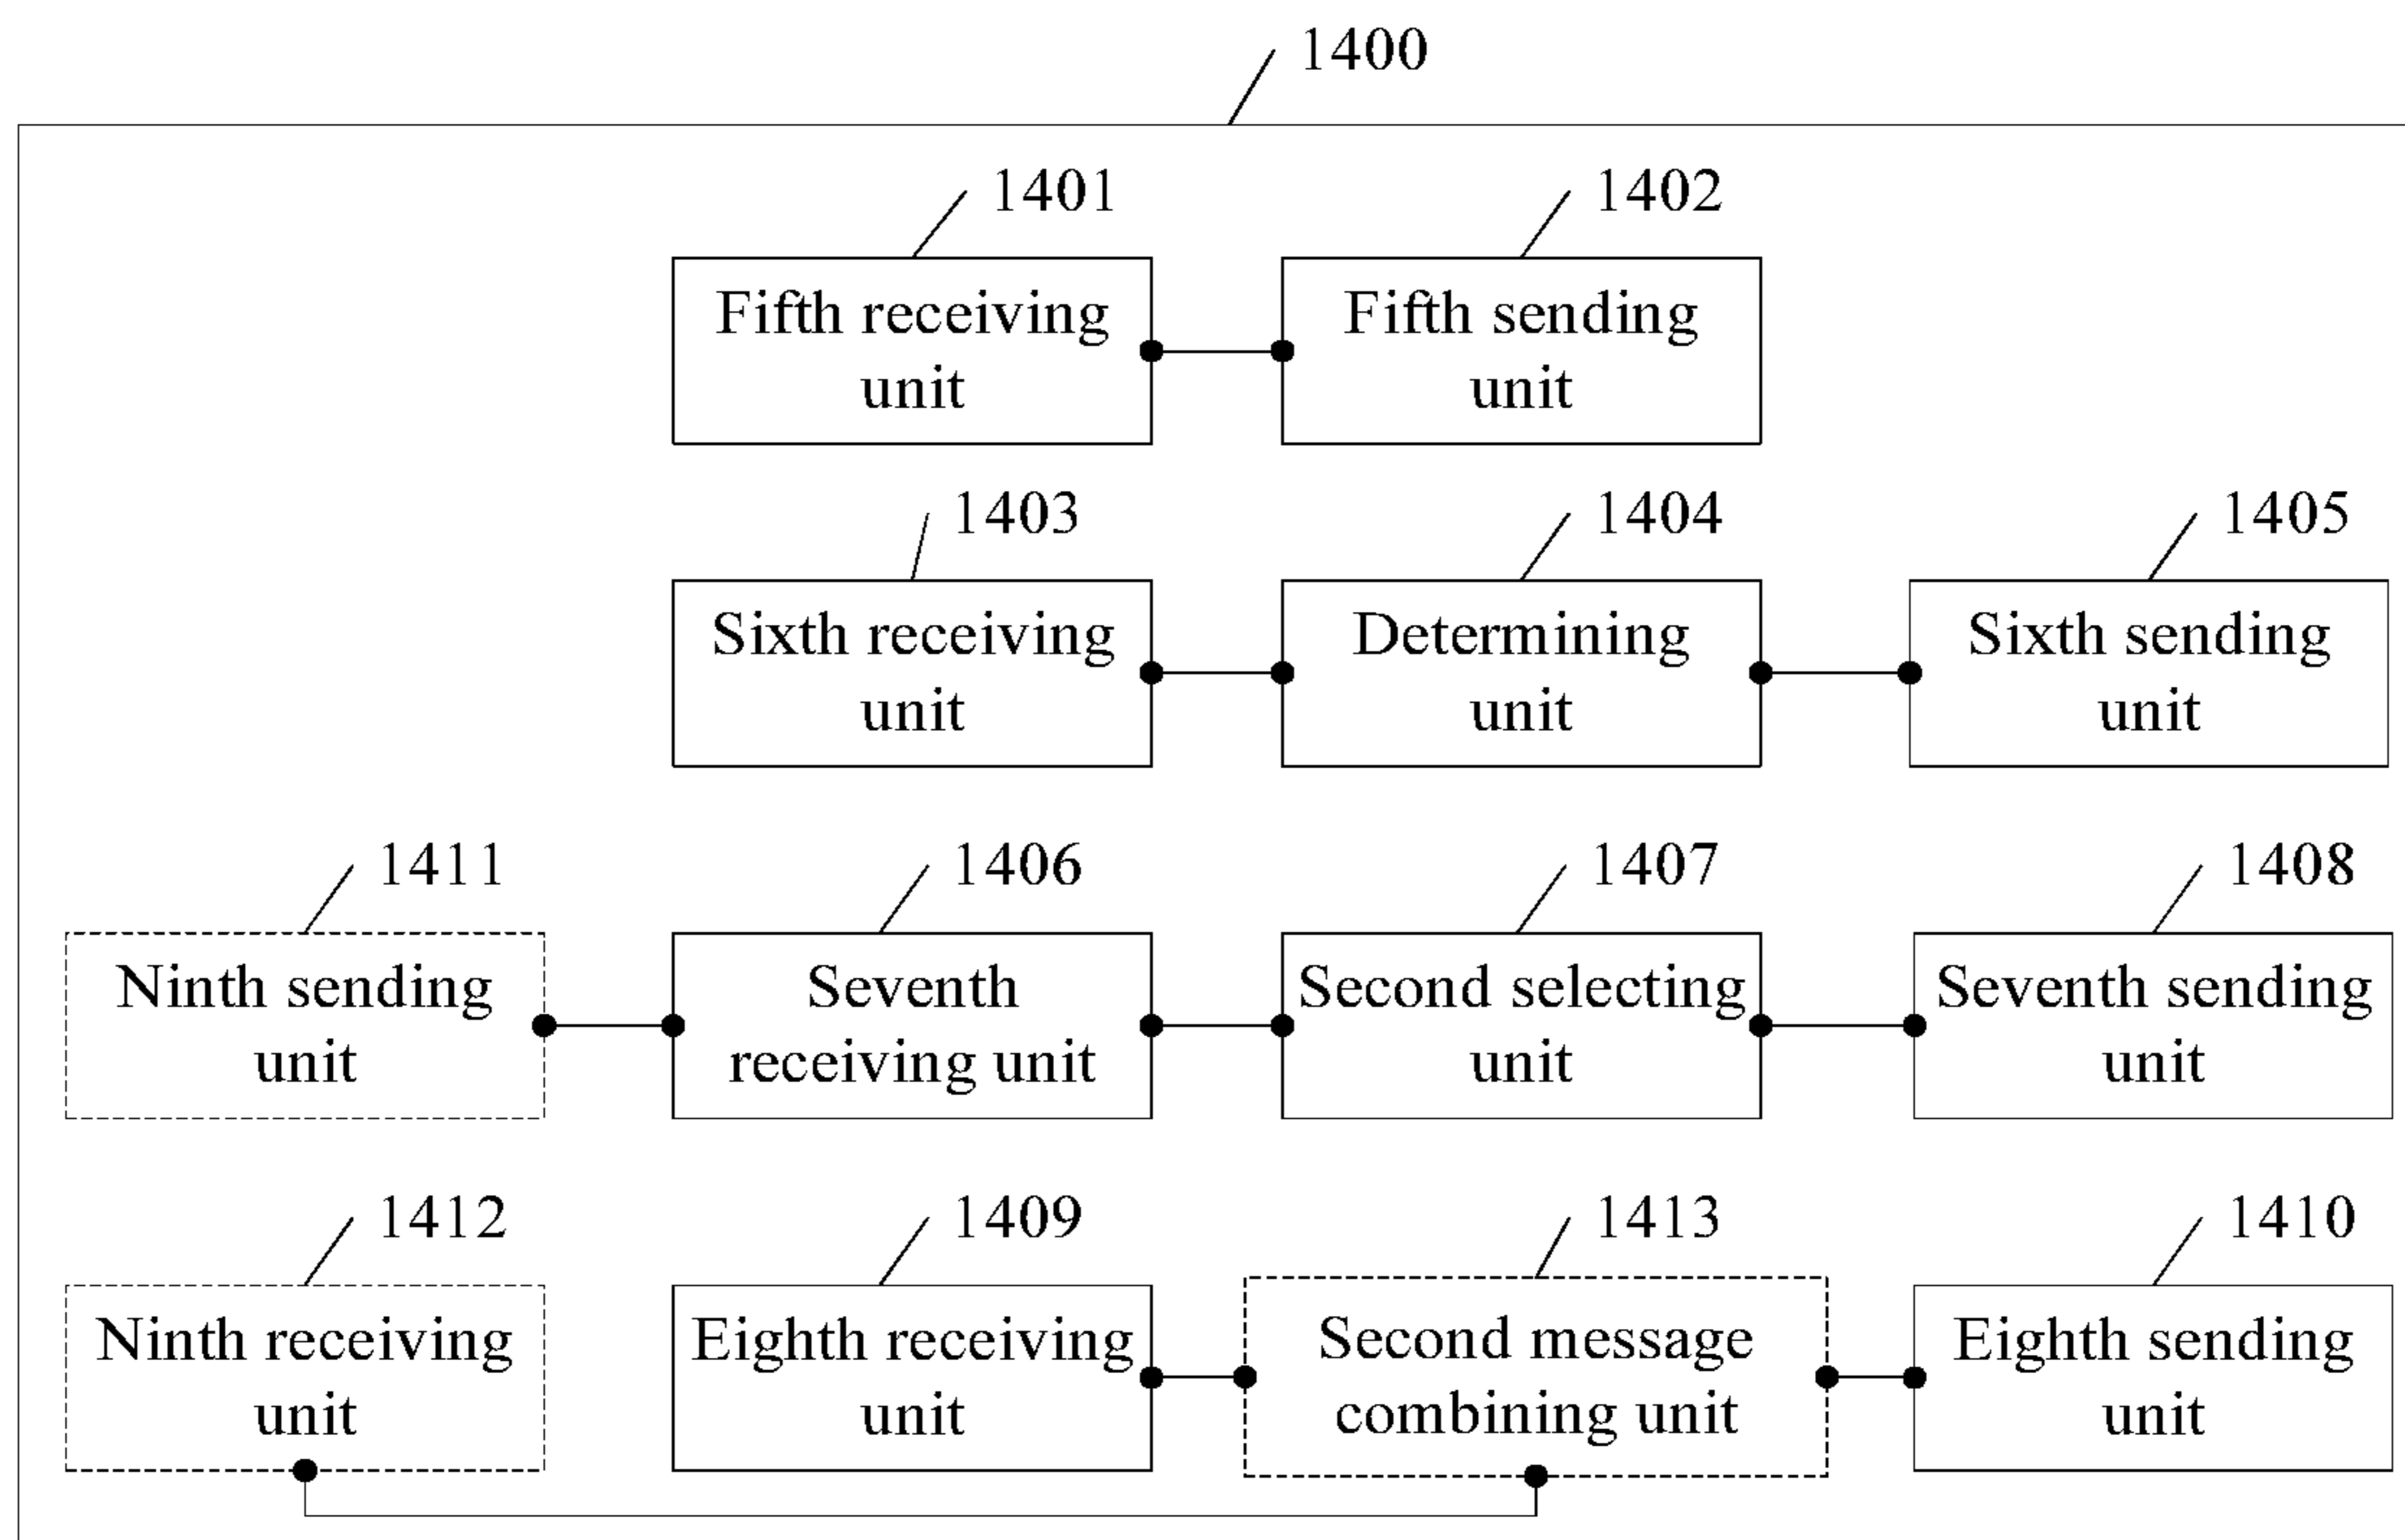 1400
1401
1402
Fifth receiving
unit
Fifth sending
unit
1403
1404
1405
Sixth receiving
unit
Determining
unit
Sixth sending
unit
1411
1406
1407
1408
Ninth sending
unit
Seventh
receiving unit
Second selecting
unit
Seventh sending
unit
1412
1409
1413
1410
Ninth receiving
unit
Eighth receiving
unit
Second message
combining unit
Eighth sending
unit